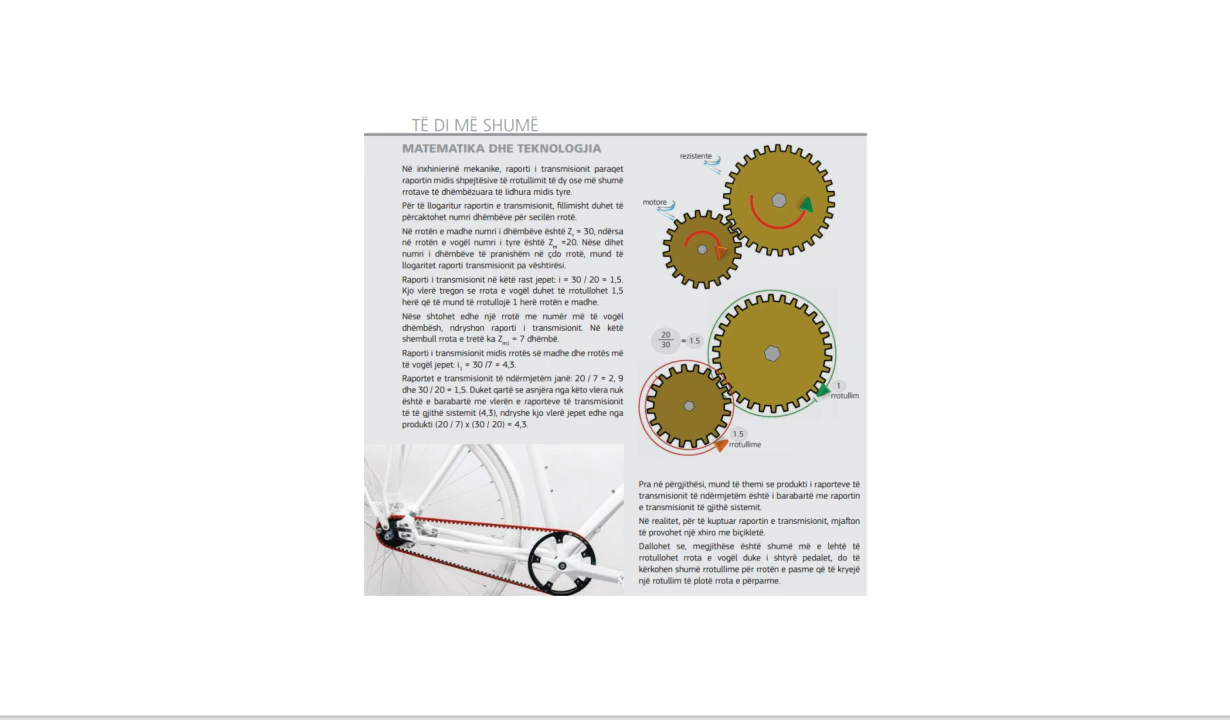 TË DI MË SHUMË
MATEMATIKA DHE TEKNOLOGJIA
Në inxhinierinë mekanike, raporti i transmisionit paraqet
raportin midis shpejtësive të rrotullimit të dy ose më shumë
rrotave të dhëmbëzuara të lidhura midis tyre.
Për të llogaritur raportin e transmisionit, fillimisht duhet të
përcaktohet numri dhëmbëve për secilën rrotë.
Në rrotën e madhe numri i dhëmbëve është Zr = 30, ndërsa
në rrotën e vogël numri i tyre është Zm =20. Nëse dihet
numri i dhëmbëve të pranishëm në çdo rrotë, mund të
llogaritet raporti transmisionit pa vështirësi.
Raporti i transmisionit në këtë rast jepet: i = 30 / 20 = 1,5.
Kjo vlerë tregon se rrota e vogël duhet të rrotullohet 1,5
herë që të mund të rrotullojë 1 herë rrotën e madhe.
Nëse shtohet edhe një rrotë me numër më të vogël
dhëmbësh, ndryshon raporti i transmisionit. Në këtë
shembull rrota e tretë ka Zm1 = 7 dhëmbë.
Raporti i transmisionit midis rrotës së madhe dhe rrotës më
të vogël jepet: i1 = 30 /7 = 4,3.
Raportet e transmisionit të ndërmjetëm janë: 20 / 7 = 2, 9
dhe 30 / 20 = 1,5. Duket qartë se asnjëra nga këto vlera nuk
është e barabartë me vlerën e raporteve të transmisionit
të të gjithë sistemit (4,3), ndryshe kjo vlerë jepet edhe nga
produkti (20 / 7) x (30 / 20) = 4,3.
rezistente
motore
20
30
= 1.5
1
rrotullim
1.5
rrotullime
Pra në përgjithësi, mund të themi se produkti i raporteve të
transmisionit të ndërmjetëm është i barabartë me raportin
e transmisionit të gjithë sistemit.
Në realitet, për të kuptuar raportin e transmisionit, mjafton
të provohet një xhiro me biçikletë.
Dallohet se, megjithëse është shumë më e lehtë të
rrotullohet rrota e vogël duke i shtyrë pedalet, do të
kërkohen shumë rrotullime për rrotën e pasme që të kryejë
një rotullim të plotë rrota e përparme.